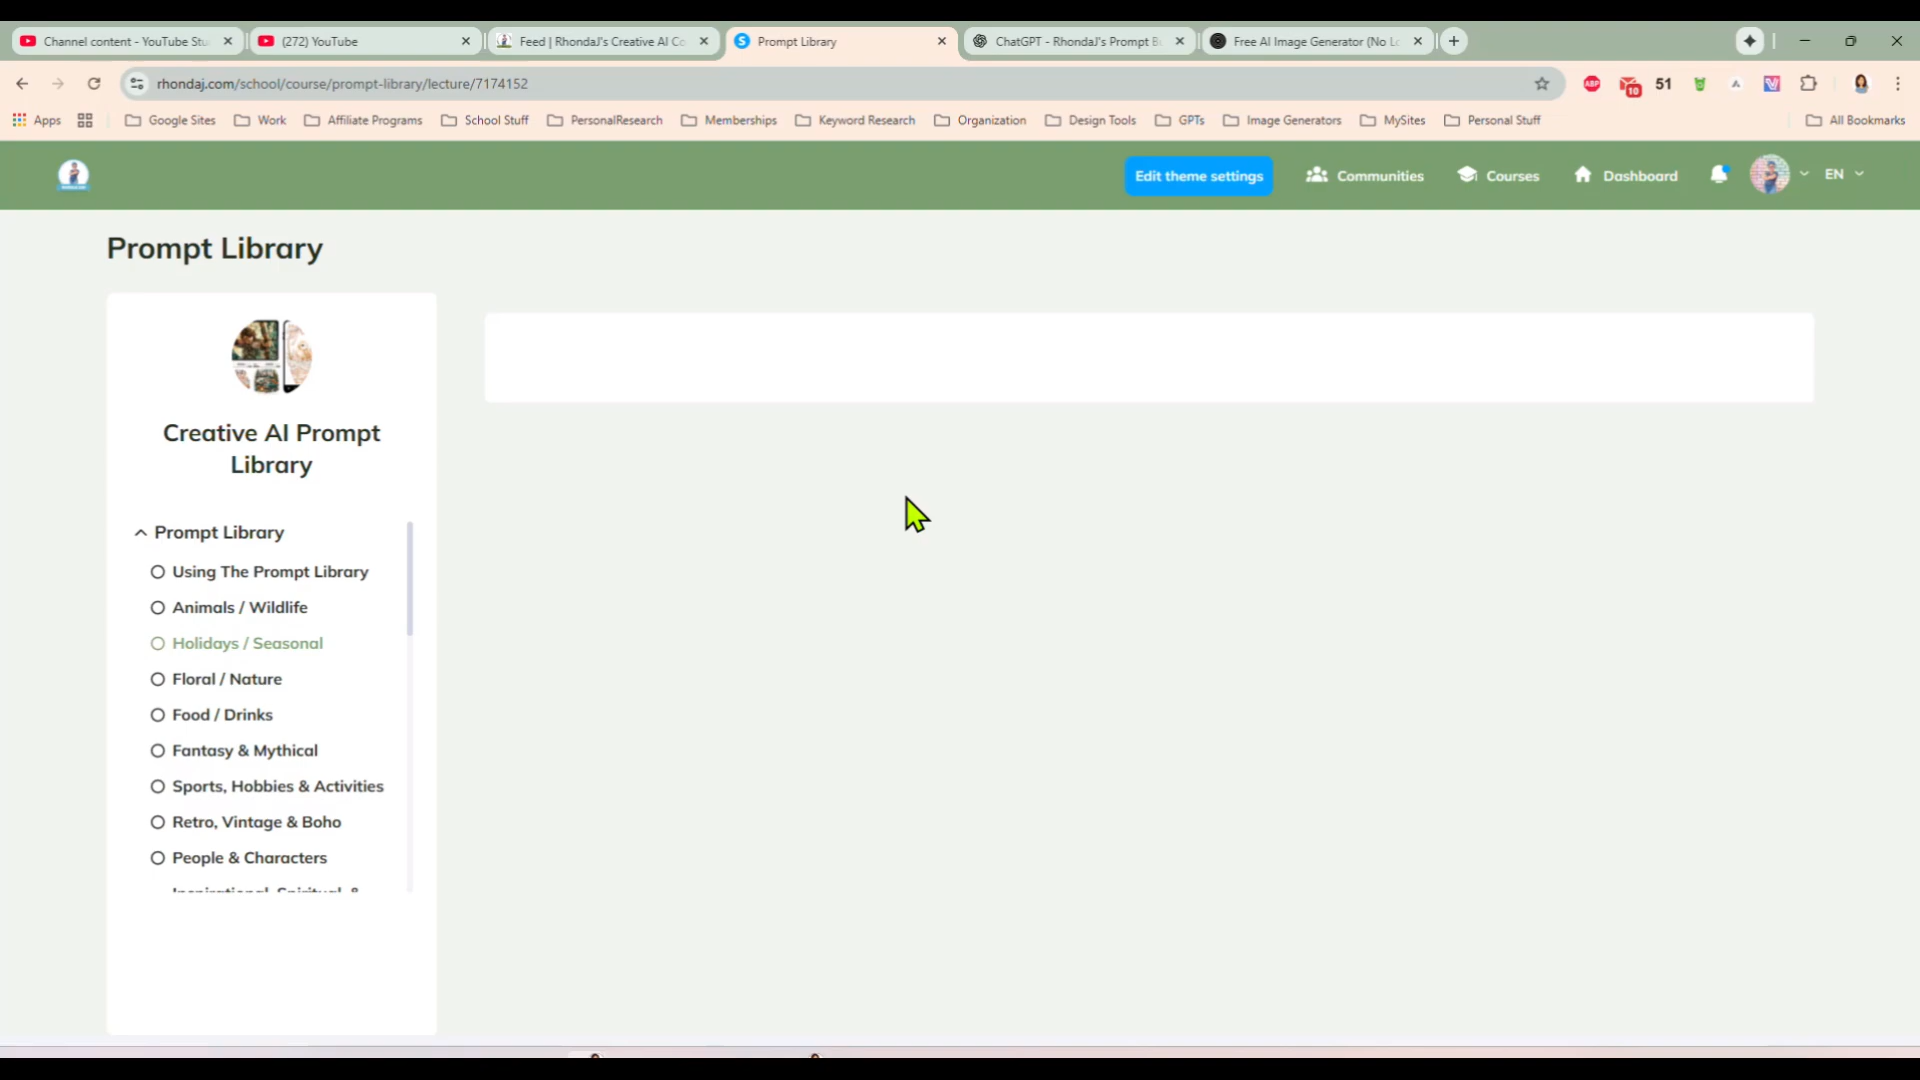 Channel content - YouTube Stu
(272) YouTube
Feed | RhondaJ's Creative AI Co
Prompt Library
ChatGPT - RhondaJ's Prompt B
Free AI Image Generator (No Lo
rhondaj.com/school/course/prompt-library/lecture/7174152
ABP
10
51
Apps
Google Sites
Work
Affiliate Programs
School Stuff
PersonalResearch
Memberships
Keyword Research
Organization
Design Tools
GPTs
Image Generators
MySites
Personal Stuff
All Bookmarks
Edit theme settings
Communities
Courses
Dashboard
EN
Prompt Library
Creative AI Prompt
Library
Prompt Library
Using The Prompt Library
Animals / Wildlife
Holidays / Seasonal
Floral / Nature
Food / Drinks
Fantasy & Mythical
Sports, Hobbies & Activities
Retro, Vintage & Boho
People & Characters
Inspirational, Spiritual, &